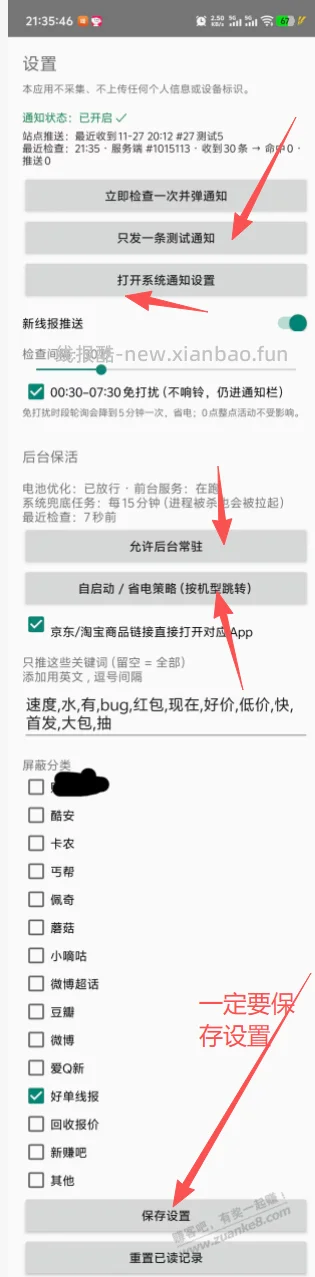 21:35:46
2.50 KB/S 5G 5G 67
设置
本应用不采集、不上传任何个人信息或设备标识。
通知状态：已开启 ✓
站点推送：最近收到11-27 20:12 #27 测试5
最近检查：21:35 · 服务端 #1015113 · 收到30条 → 命中0 ·
推送0
立即检查一次并弹通知
只发一条测试通知
打开系统通知设置
新线报推送
线报酷-new.xianbao.fun
00:30-07:30免打扰（不响铃，仍进通知栏）
免打扰时段轮询会降到5分钟一次，省电；0点整点活动不受影响。
后台保活
电池优化：已放行 · 前台服务：在跑
系统兜底任务：每15分钟（进程被杀也会被拉起）
最近检查：7秒前
允许后台常驻
自启动 / 省电策略（按机型跳转）
京东/淘宝商品链接直接打开对应App
只推这些关键词（留空 = 全部）
添加用英文 , 逗号间隔
速度,水,有,bug,红包,现在,好价,低价,快,
首发,大包,抽
屏蔽分类
酷安
卡农
丐帮
佩奇
蘑菇
小嘀咕
微博超话
一定要保
存设置
豆瓣
微博
爱Q新
好单线报
回收报价
新赚吧
其他
保存设置
赚客吧，有奖一起赚！
www.zuanke8.com
重置已读记录